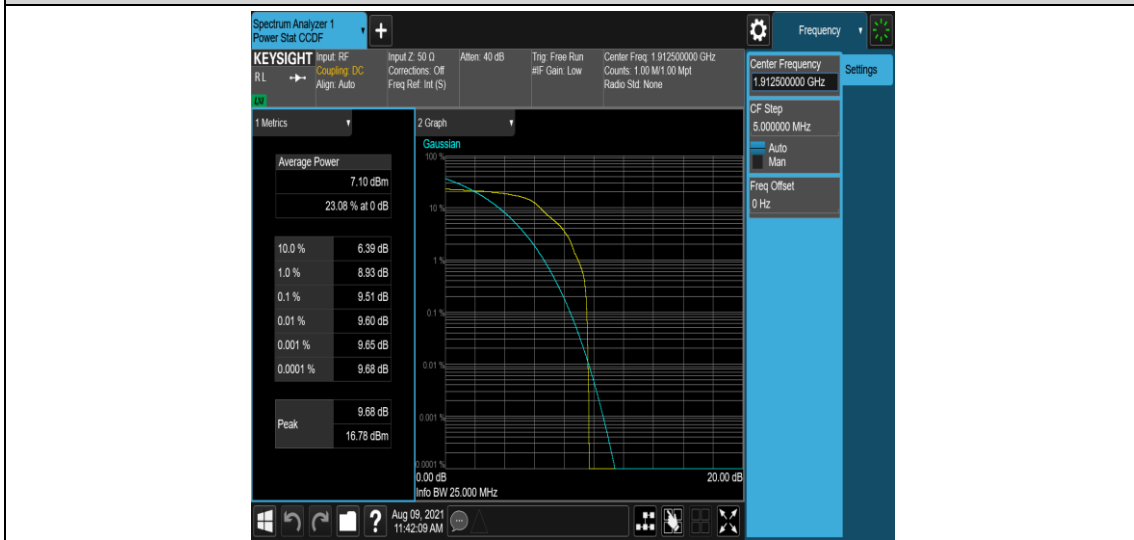 Spectrum Analyzer 1
Power Stat CCDF
+
Frequency
KEYSIGHT
RL
LXI
Input: RF
Coupling: DC
Align: Auto
Input Z: 50 Ω
Corrections: Off
Freq Ref: Int (S)
Atten: 40 dB
Trig: Free Run
#IF Gain: Low
Center Freq: 1.912500000 GHz
Counts: 1.00 M/1.00 Mpt
Radio Std: None
Center Frequency
1.912500000 GHz
Settings
CF Step
5.000000 MHz
Auto
Man
Freq Offset
0 Hz
1 Metrics
Average Power
7.10 dBm
23.08 % at 0 dB
10.0 % 6.39 dB
1.0 % 8.93 dB
0.1 % 9.51 dB
0.01 % 9.60 dB
0.001 % 9.65 dB
0.0001 % 9.68 dB
Peak
9.68 dB
16.78 dBm
2 Graph
Gaussian
100 %
10 %
1 %
0.1 %
0.01 %
0.001 %
0.0001 %
0.00 dB 20.00 dB
Info BW 25.000 MHz
?
Aug 09, 2021
11:42:09 AM